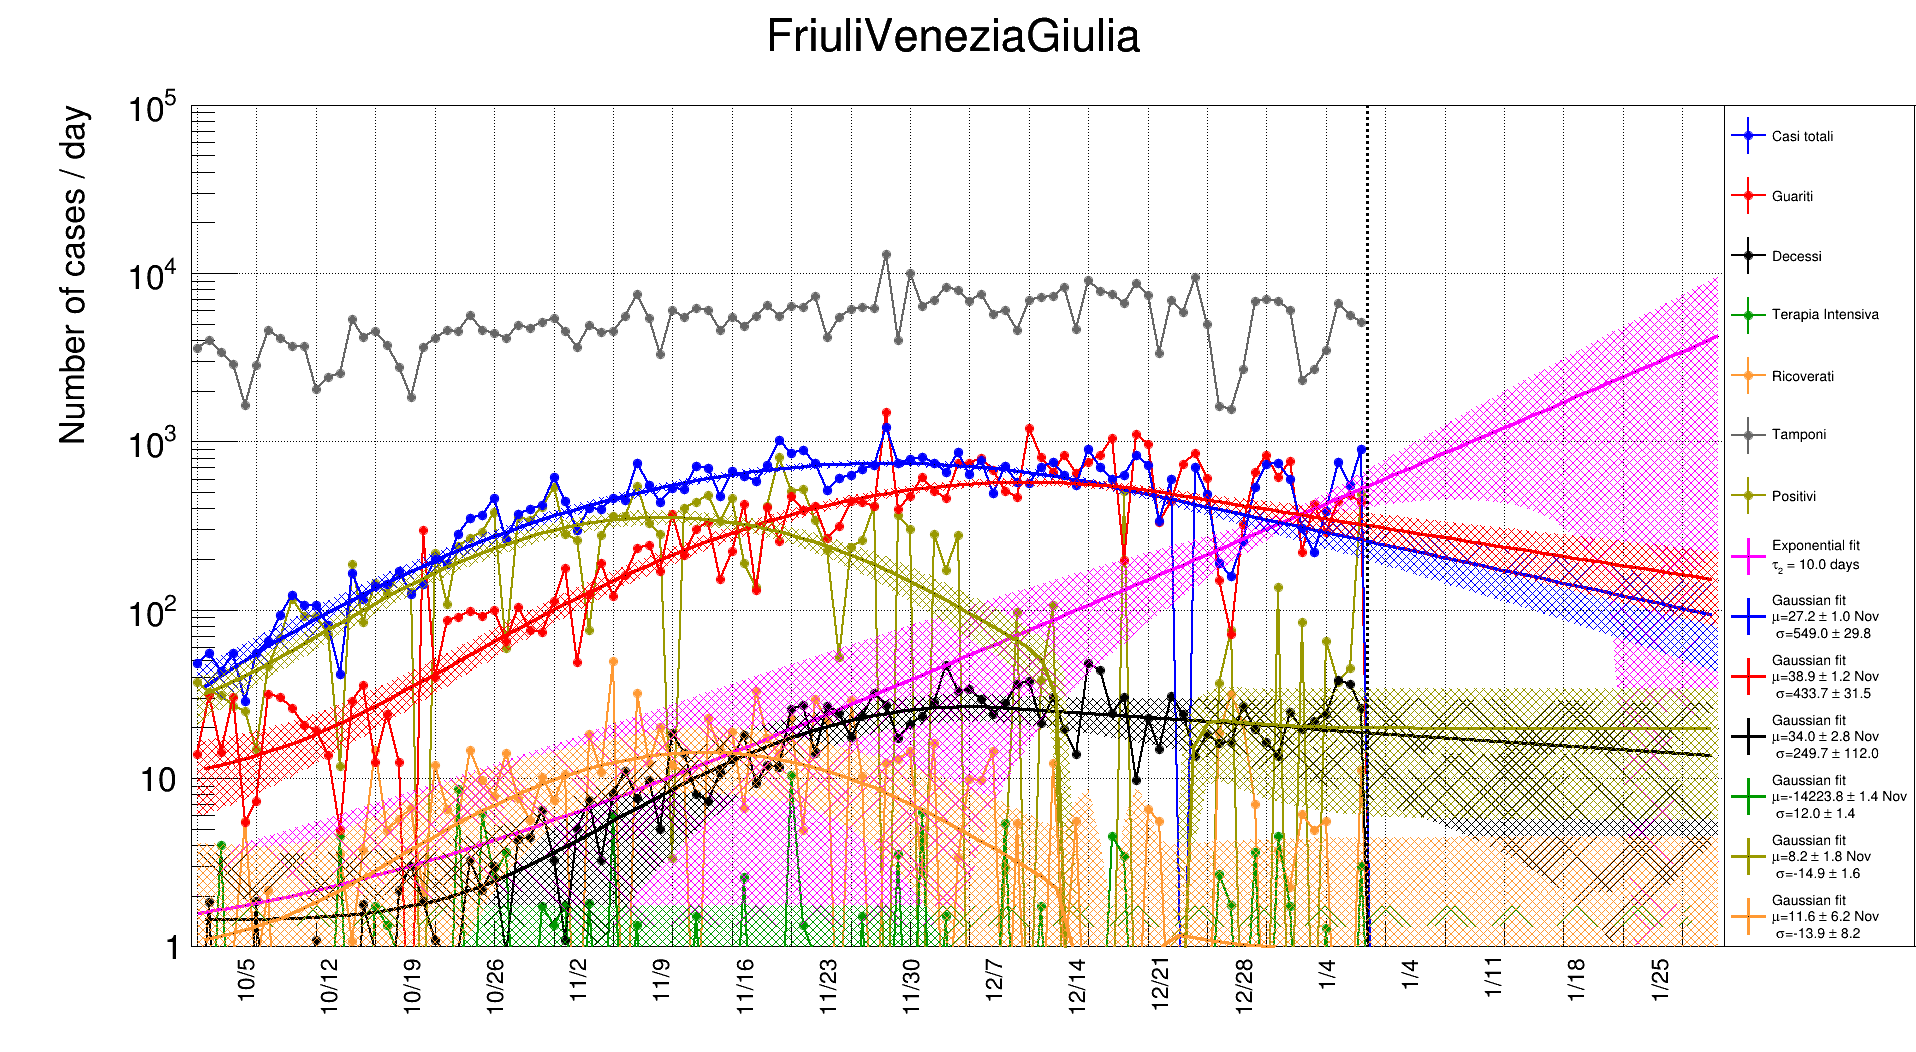 FriuliVeneziaGiulia
Number of cases / day
10^5
10^4
10^3
10^2
10
1
10/5
10/12
10/19
10/26
11/2
11/9
11/16
11/23
11/30
12/7
12/14
12/21
12/28
1/4
1/4
1/11
1/18
1/25
Casi totali
Guariti
Decessi
Terapia Intensiva
Ricoverati
Tamponi
Positivi
Exponential fit
τ₂ = 10.0 days
Gaussian fit
μ=27.2 ± 1.0 Nov
σ=549.0 ± 29.8
Gaussian fit
μ=38.9 ± 1.2 Nov
σ=433.7 ± 31.5
Gaussian fit
μ=34.0 ± 2.8 Nov
σ=249.7 ± 112.0
Gaussian fit
μ=-14223.8 ± 1.4 Nov
σ=12.0 ± 1.4
Gaussian fit
μ=8.2 ± 1.8 Nov
σ=-14.9 ± 1.6
Gaussian fit
μ=11.6 ± 6.2 Nov
σ=-13.9 ± 8.2